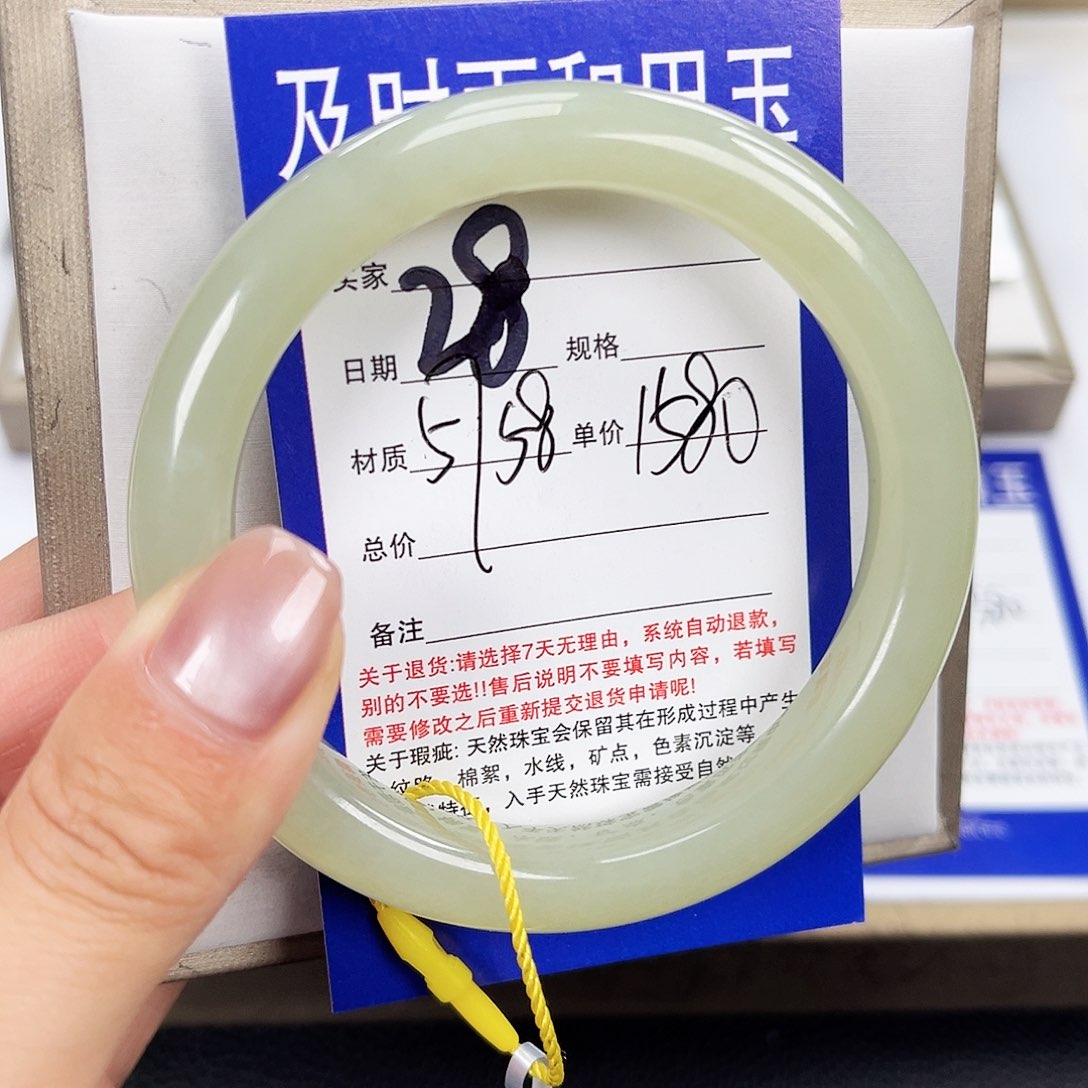 及时雨和田玉
卖家
28
日期 规格
材质 5 58 单价 1580
总价
备注
关于退货:请选择7天无理由，系统自动退款，
别的不要选!!售后说明不要填写内容，若填写
需要修改之后重新提交退货申请呢!
关于瑕疵: 天然珠宝会保留其在形成过程中产生
纹路，棉絮，水线，矿点，色素沉淀等
特征，入手天然珠宝需接受自然
玉